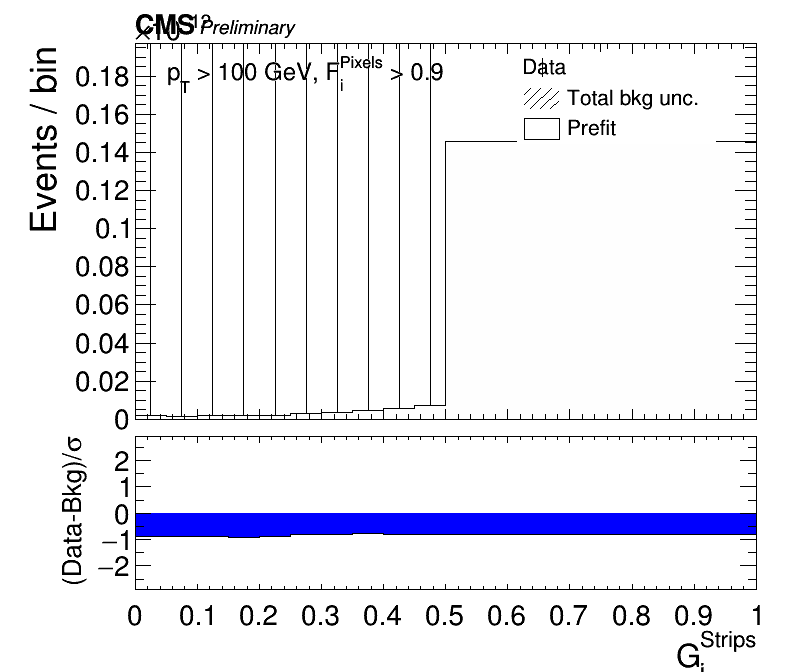 CMS Preliminary
×10¹²
Events / bin
p_T > 100 GeV, F_i^Pixels > 0.9
Data
Total bkg unc.
Prefit
0.18
0.16
0.14
0.12
0.1
0.08
0.06
0.04
0.02
0
(Data-Bkg)/σ
2
1
0
−1
−2
0 0.1 0.2 0.3 0.4 0.5 0.6 0.7 0.8 0.9 1
G_i^Strips